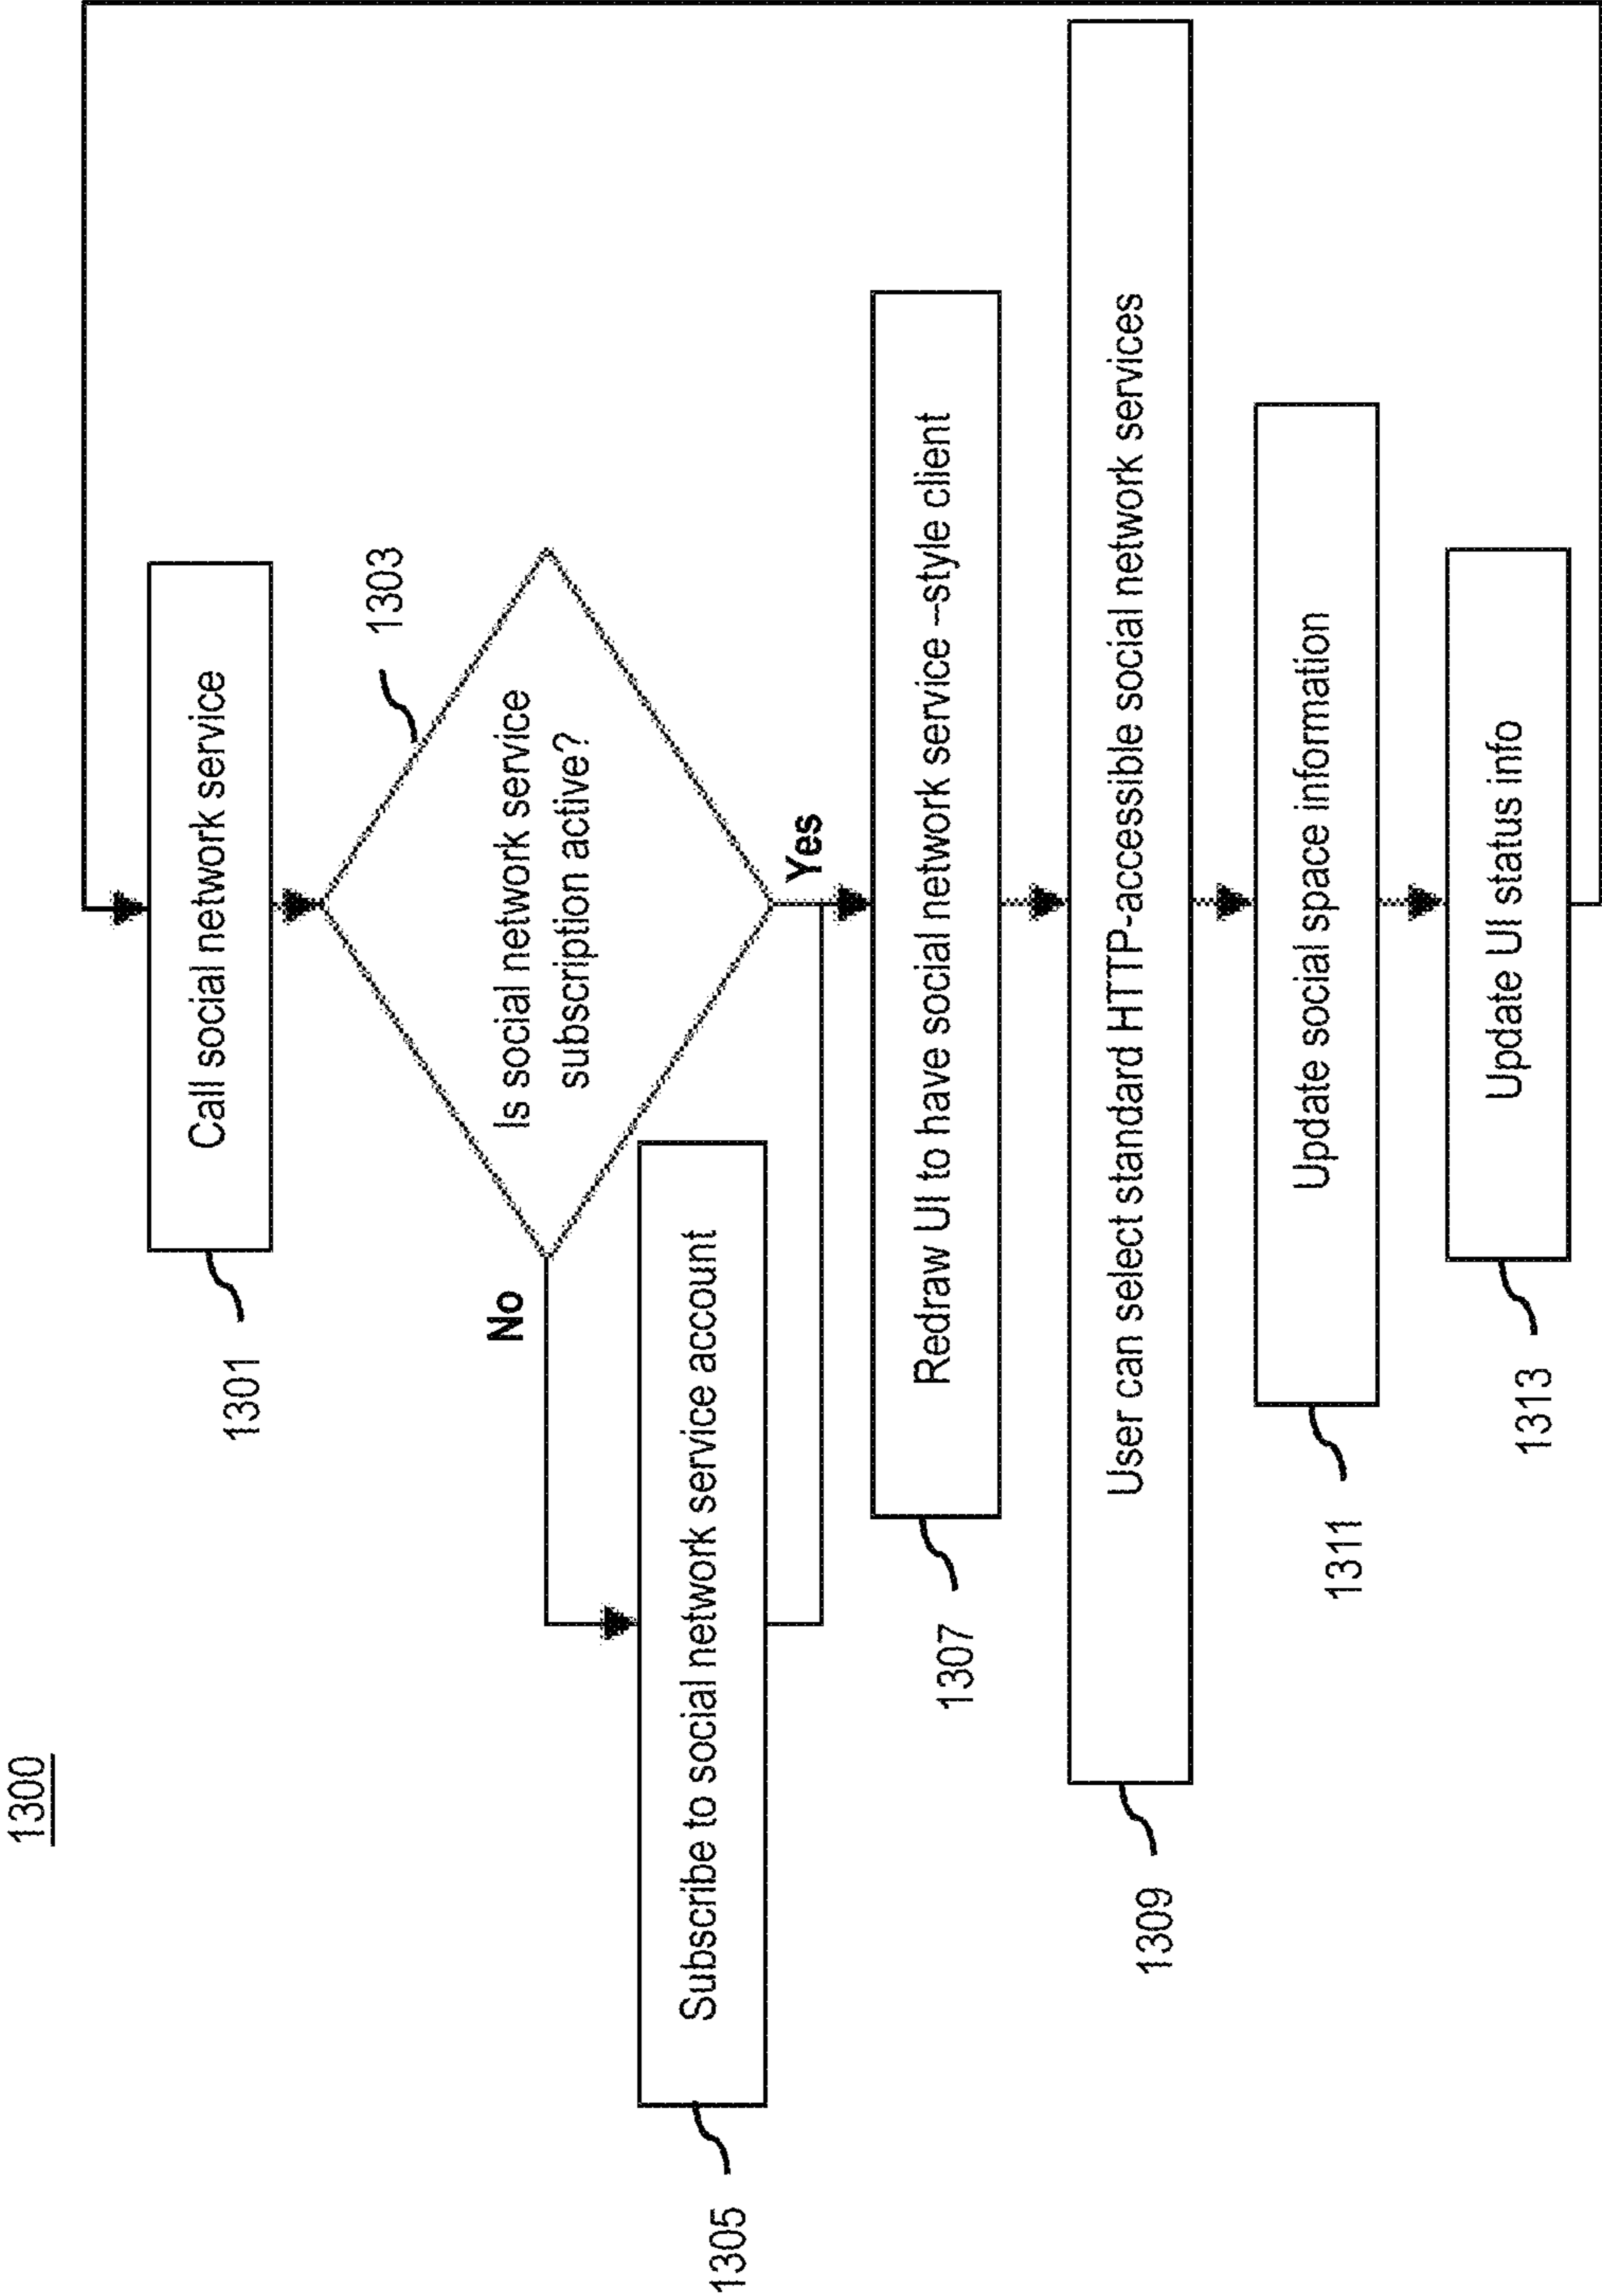 1300
Call social network service
1301
1303
Is social network service
subscription active?
No
Yes
Subscribe to social network service account
1305
Redraw UI to have social network service –style client
1307
User can select standard HTTP-accessible social network services
1309
Update social space information
1311
Update UI status info
1313